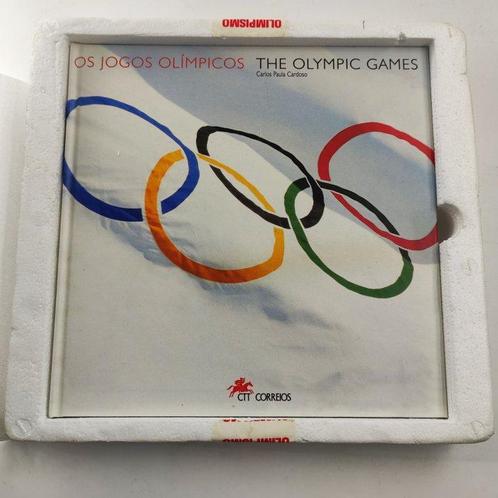 OLIMPISMO
OS JOGOS OLÍMPICOS THE OLYMPIC GAMES
Carlos Paula Cardoso
CTT CORREIOS
OLIMPISMO